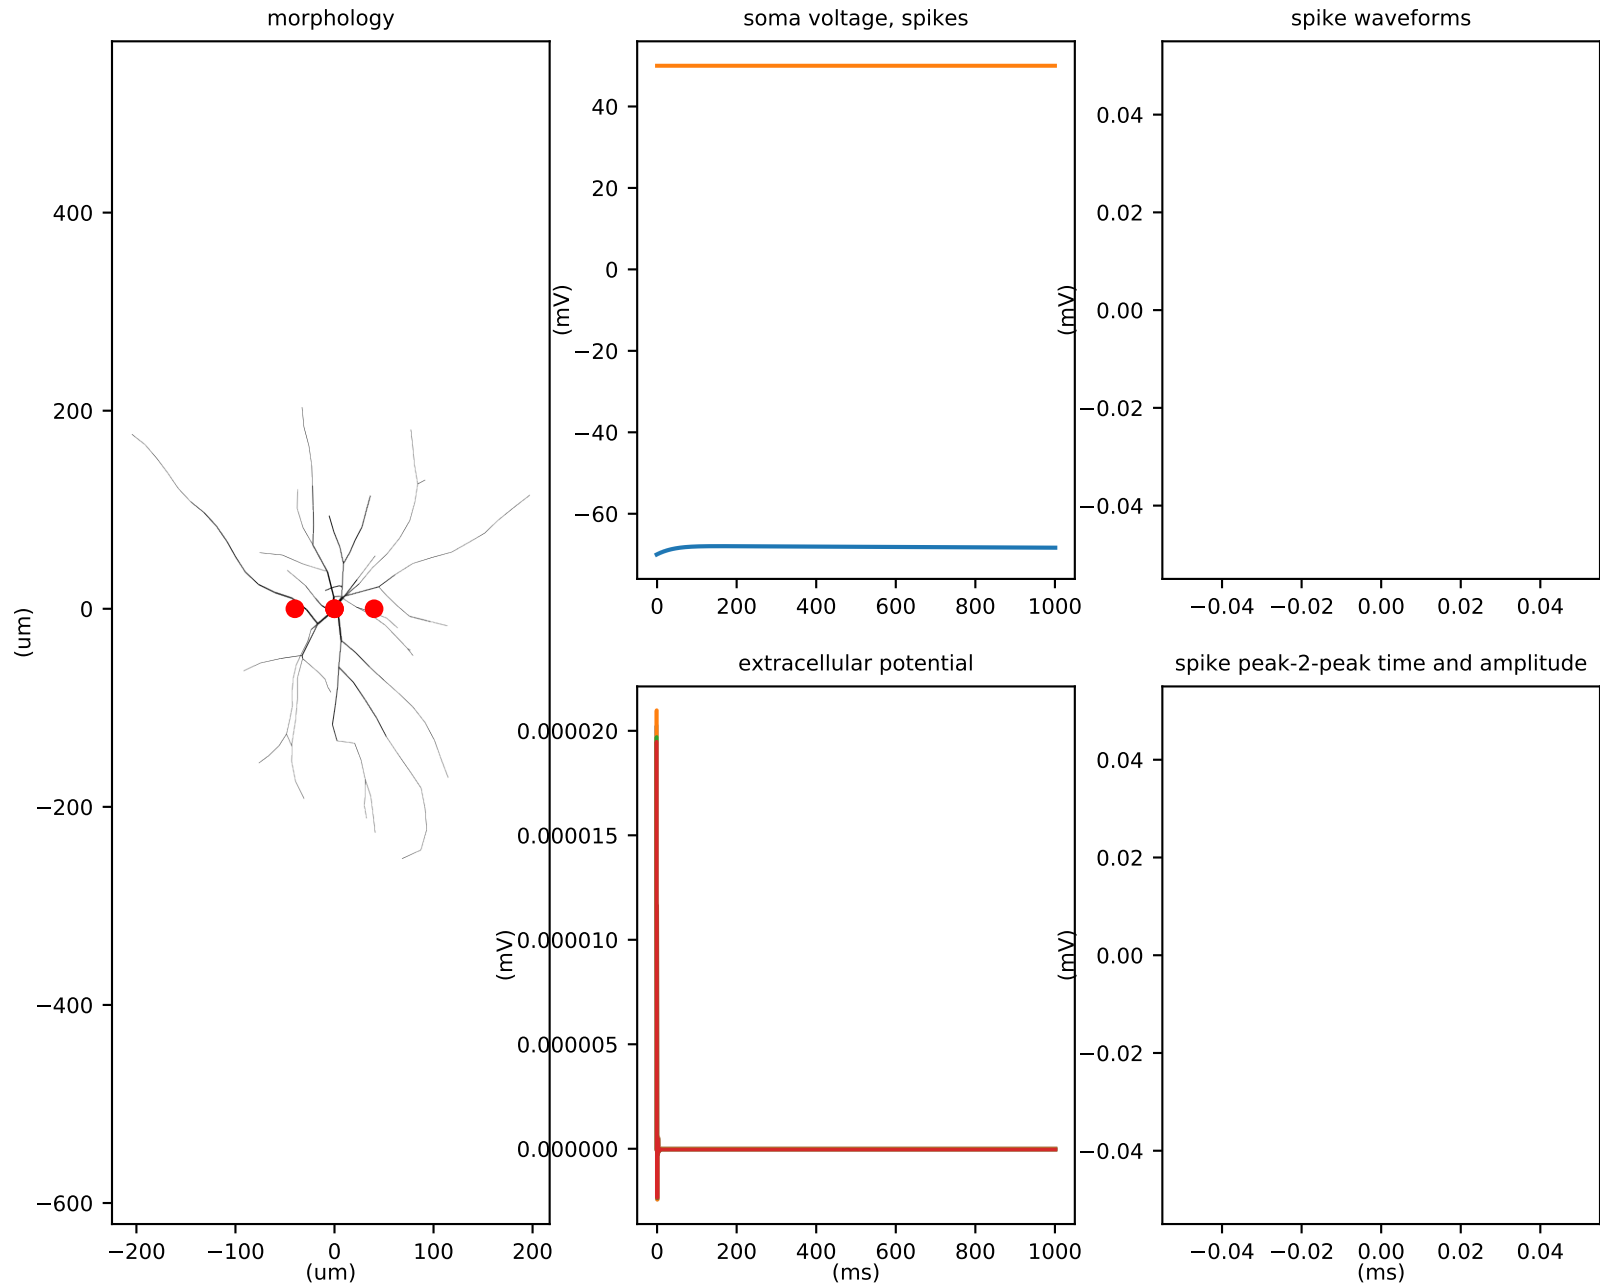 morphology
400
200
0
−200
−400
−600
(um)
−200 −100 0 100 200
(um)
soma voltage, spikes
40
20
0
−20
−40
−60
(mV)
0 200 400 600 800 1000
spike waveforms
0.04
0.02
0.00
−0.02
−0.04
(mV)
−0.04 −0.02 0.00 0.02 0.04
extracellular potential
0.000020
0.000015
0.000010
0.000005
0.000000
(mV)
0 200 400 600 800 1000
(ms)
spike peak-2-peak time and amplitude
0.04
0.02
0.00
−0.02
−0.04
(mV)
−0.04 −0.02 0.00 0.02 0.04
(ms)